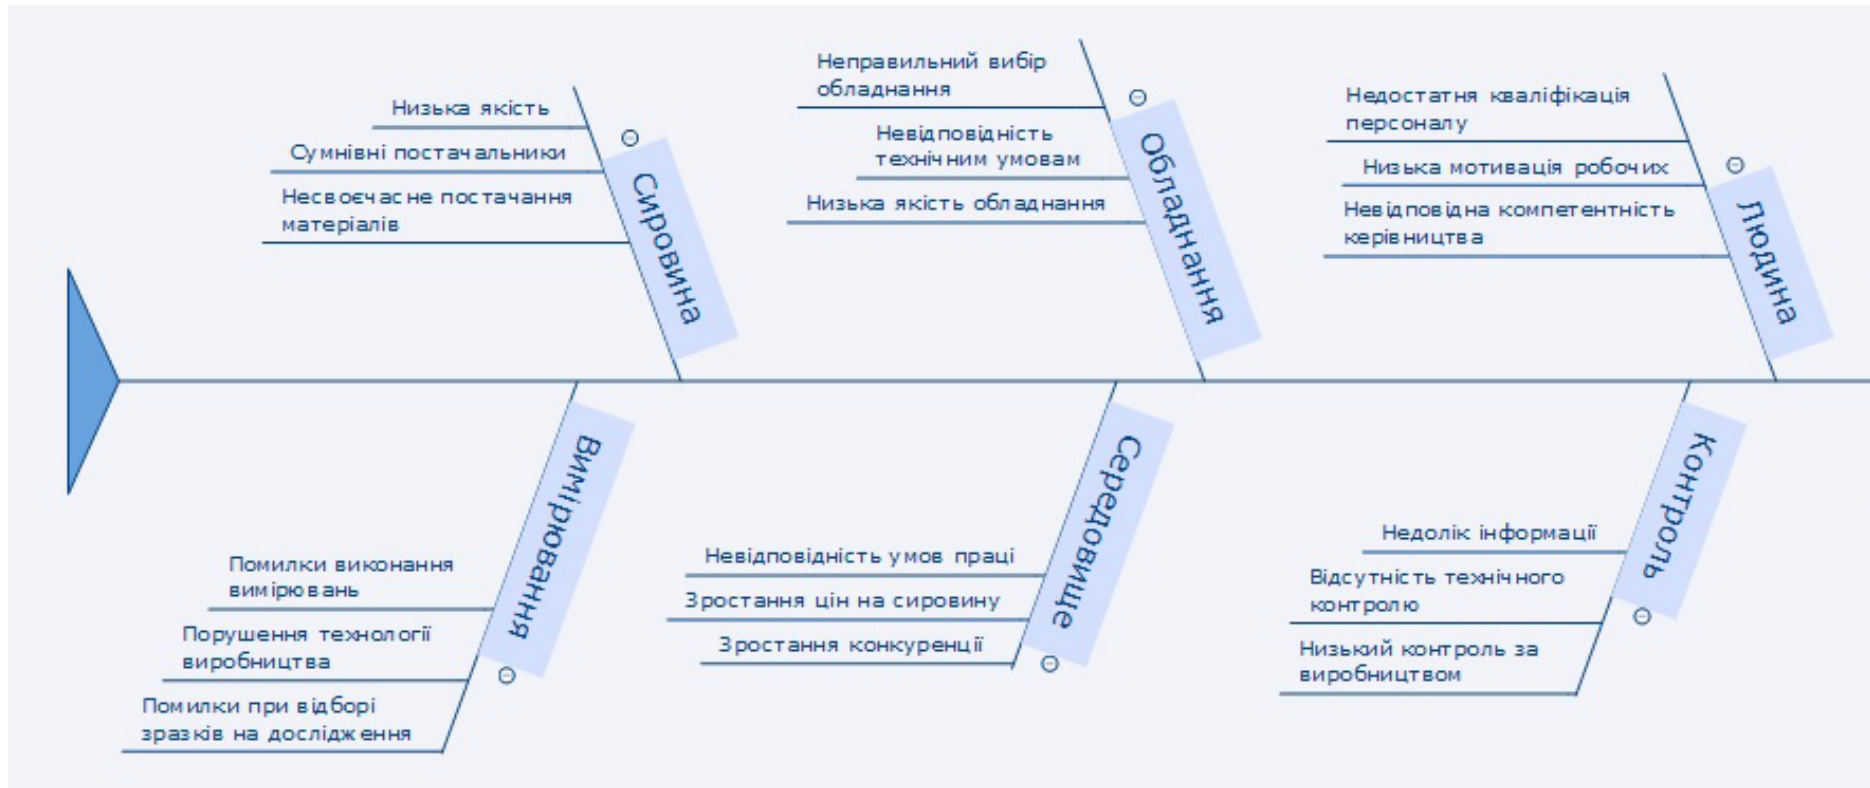 Низька якість
Сумнівні постачальники
Несвоєчасне постачання
матеріалів
Сировина
Неправильний вибір
обладнання
Невідповідність
технічним умовам
Низька якість обладнання
Обладнання
Недостатня кваліфікація
персоналу
Низька мотивація робочих
Невідповідна компетентність
керівництва
Людина
Вимірювання
Помилки виконання
вимірювань
Порушення технології
виробництва
Помилки при відборі
зразків на дослідження
Середовище
Невідповідність умов праці
Зростання цін на сировину
Зростання конкуренції
Контроль
Недолік інформації
Відсутність технічного
контролю
Низький контроль за
виробництвом